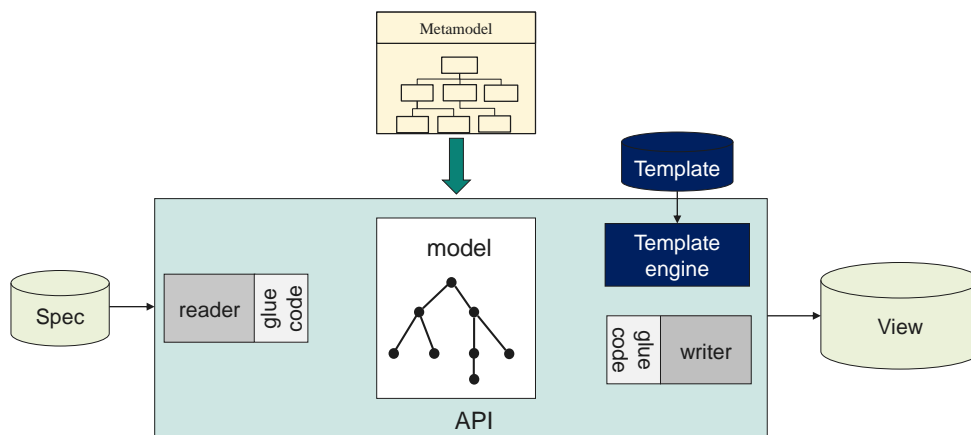 Metamodel
Template
model
Template
engine
Spec
reader
glue
code
glue
code
writer
View
API